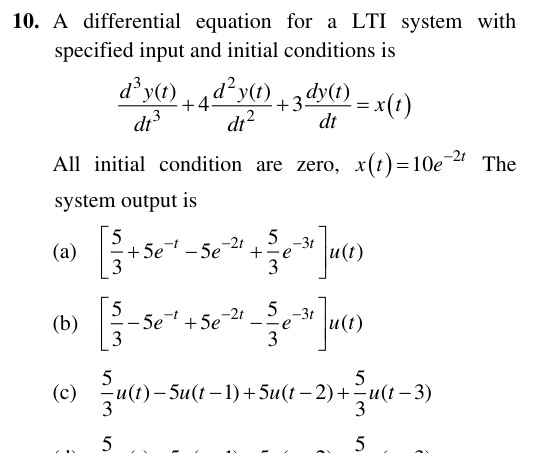 10. A differential equation for a LTI system with
specified input and initial conditions is
d³y(t)/dt³ + 4 d²y(t)/dt² + 3 dy(t)/dt = x(t)
All initial condition are zero, x(t) = 10e^{-2t} The
system output is
(a) [5/3 + 5e^{-t} − 5e^{-2t} + 5/3 e^{-3t}] u(t)
(b) [5/3 − 5e^{-t} + 5e^{-2t} − 5/3 e^{-3t}] u(t)
(c) 5/3 u(t) − 5u(t − 1) + 5u(t − 2) + 5/3 u(t − 3)
5 5